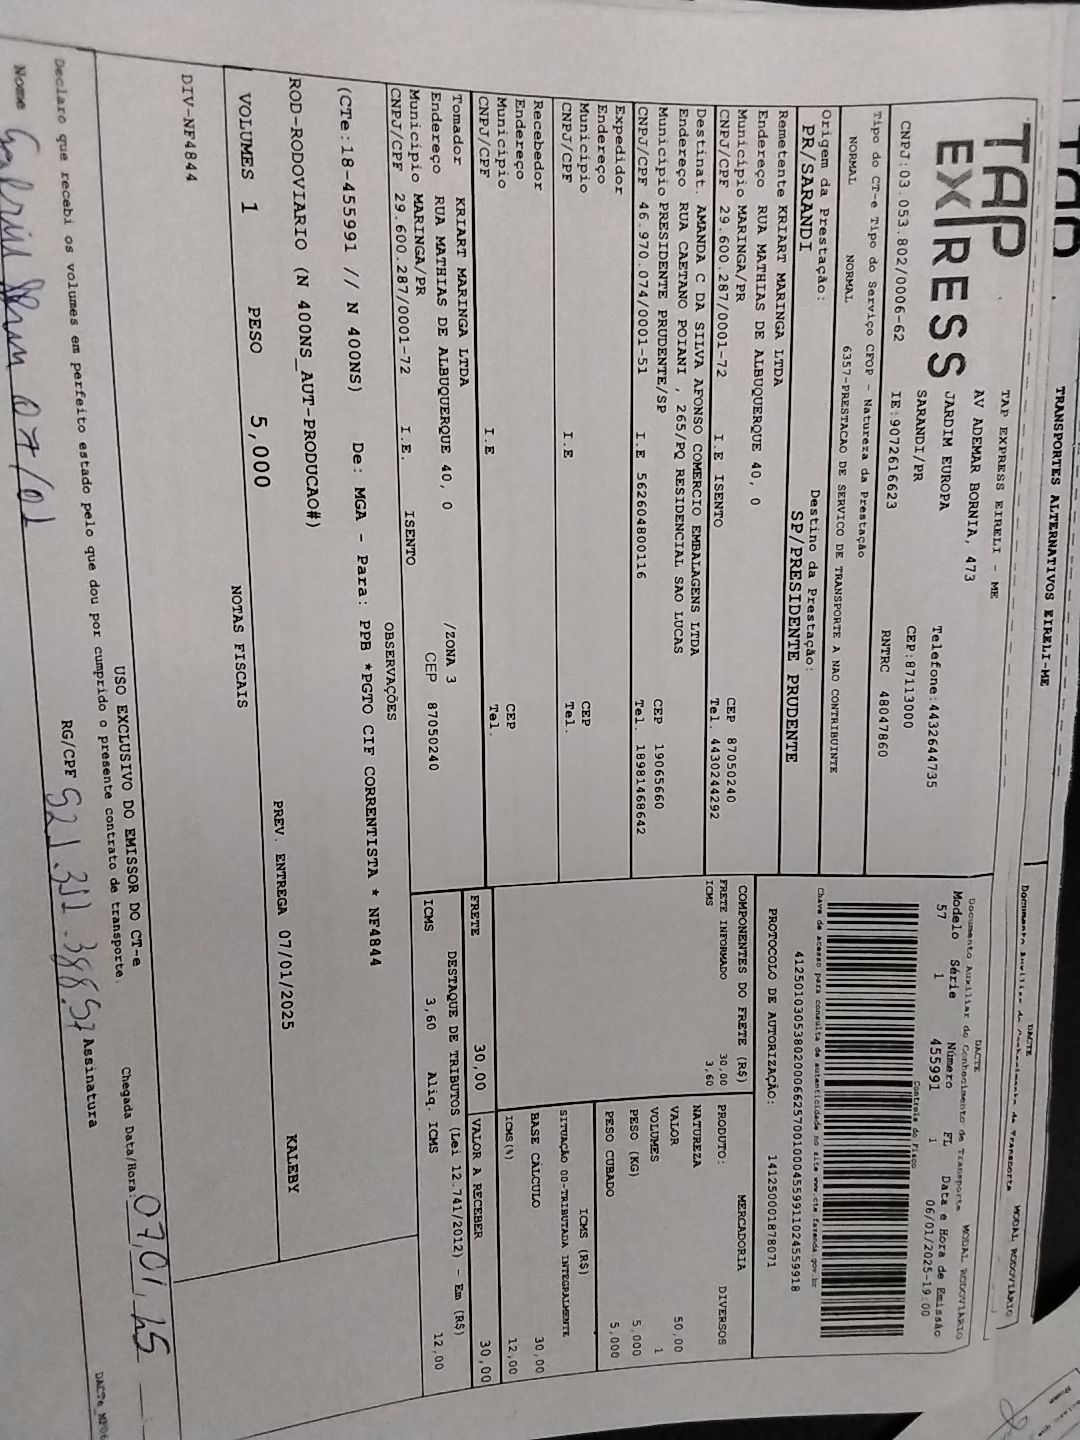 TRANSPORTES ALTERNATIVOS EIRELI-ME
DACTE
MODAL RODOVIARIO
TAP EXPRESS
TAP EXPRESS EIRELI - ME
AV ADEMAR BORNIA, 473
JARDIM EUROPA
SARANDI/PR
Telefone:4432644735
CEP:87113000
CNPJ:03.053.802/0006-62
IE:9072616623
RNTRC 48047860
DACTE
Documento Auxiliar do Conhecimento de Transporte
MODAL RODOVIARIO
Modelo Série Número FL Data e Hora de Emissão
57 1 455991 1 06/01/2025-19:00
Controle do Fisco
Tipo do CT-e Tipo do Serviço CFOP - Natureza da Prestação
NORMAL NORMAL 6357-PRESTACAO DE SERVICO DE TRANSPORTE A NAO CONTRIBUINTE
Chave de acesso para consulta de autenticidade no site www.cte.fazenda.gov.br
41250103053802000662570010004559911024559918
PROTOCOLO DE AUTORIZAÇÃO: 141250001878071
Origem da Prestação:
PR/SARANDI
Destino da Prestação:
SP/PRESIDENTE PRUDENTE
Remetente KRIART MARINGA LTDA
Endereço RUA MATHIAS DE ALBUQUERQUE 40, 0
Município MARINGA/PR CEP 87050240
CNPJ/CPF 29.600.287/0001-72 I.E ISENTO Tel. 4430244292
Destinat. AMANDA C DA SILVA AFONSO COMERCIO EMBALAGENS LTDA
Endereço RUA CAETANO POIANI , 265/PQ RESIDENCIAL SAO LUCAS
Município PRESIDENTE PRUDENTE/SP CEP 19065660
CNPJ/CPF 46.970.074/0001-51 I.E 562604800116 Tel. 18981468642
Expedidor
Endereço
Município CEP
CNPJ/CPF I.E Tel.
Recebedor
Endereço
Município CEP
CNPJ/CPF I.E Tel.
Tomador KRIART MARINGA LTDA
Endereço RUA MATHIAS DE ALBUQUERQUE 40, 0 /ZONA 3
Município MARINGA/PR CEP 87050240
CNPJ/CPF 29.600.287/0001-72 I.E. ISENTO
COMPONENTES DO FRETE (R$)
FRETE INFORMADO 30,00
ICMS 3,60
MERCADORIA
PRODUTO: DIVERSOS
NATUREZA
VALOR 50,00
VOLUMES 1
PESO (KG) 5,000
PESO CUBADO 5,000
ICMS (R$)
SITUAÇÃO 00-TRIBUTADA INTEGRALMENTE
BASE CÁLCULO 30,00
ICMS(%) 12,00
FRETE 30,00
VALOR A RECEBER 30,00
DESTAQUE DE TRIBUTOS (Lei 12.741/2012) - Em (R$)
ICMS 3,60 Aliq. ICMS 12,00
OBSERVAÇÕES
(CTe:18-455991 // N 400NS) De: MGA - Para: PPB *PGTO CIF CORRENTISTA * NF4844
ROD-RODOVIARIO (N 400NS_AUT-PRODUCAO#)
PREV. ENTREGA 07/01/2025 KALEBY
VOLUMES 1 PESO 5,000
NOTAS FISCAIS
DIV-NF4844
USO EXCLUSIVO DO EMISSOR DO CT-e
Declaro que recebi os volumes em perfeito estado pelo que dou por cumprido o presente contrato de transporte.
Chegada Data/Hora: 07,01,25
Nome 07/01 RG/CPF 521.351.388.57 Assinatura